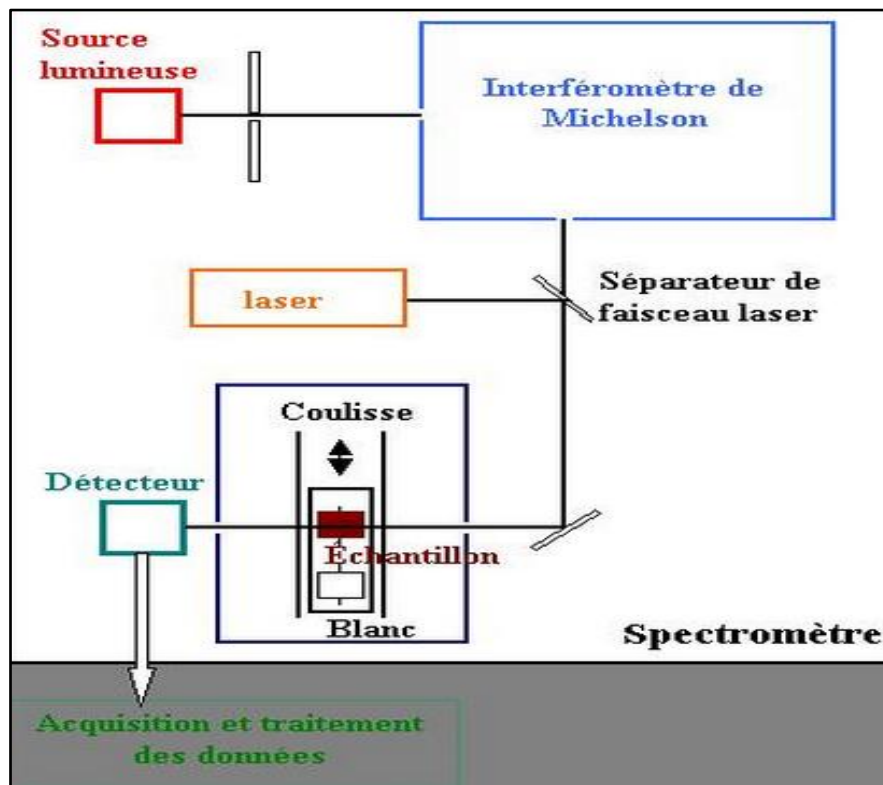 Source
lumineuse
Interféromètre de
Michelson
Séparateur de
faisceau laser
laser
Coulisse
Détecteur
Échantillon
Blanc
Spectromètre
Acquisition et traitement
des données